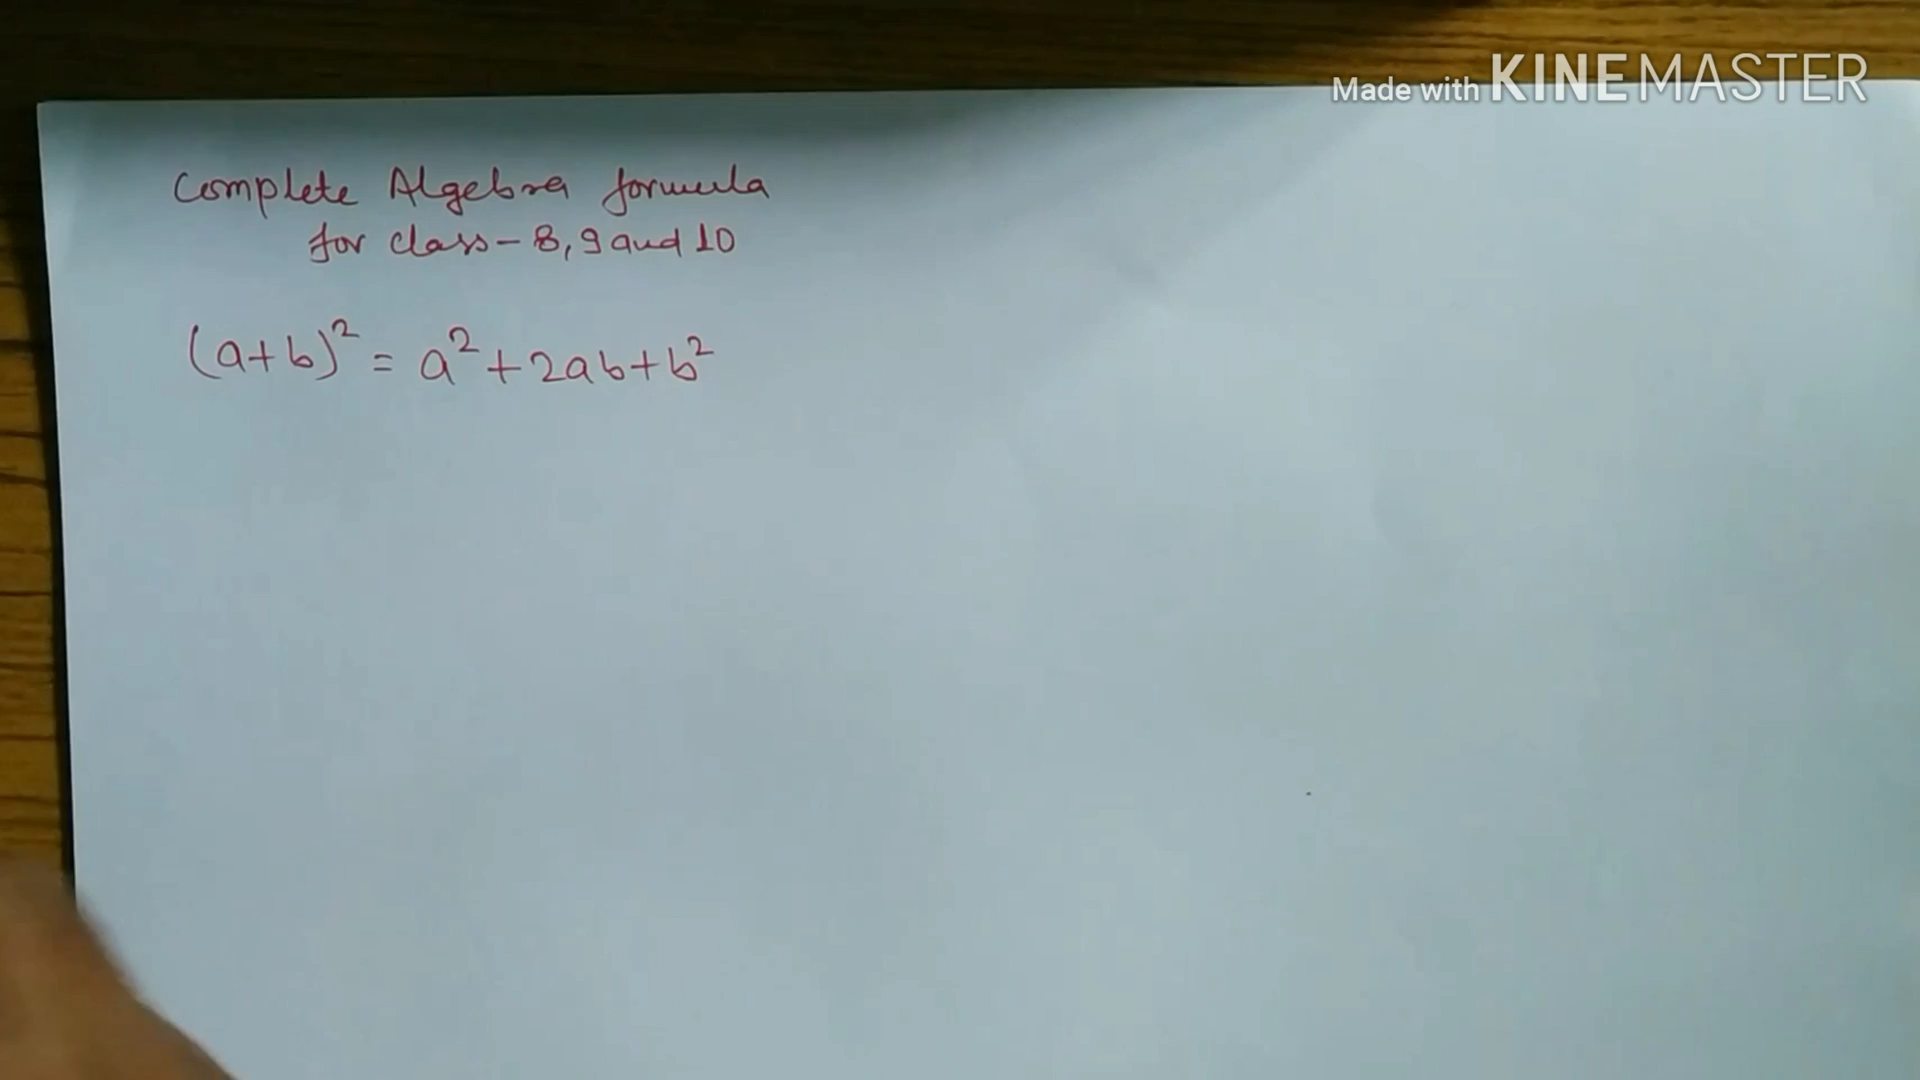 Made with KINEMASTER
Complete Algebra formula
for class - 8, 9 and 10
(a+b)² = a² + 2ab + b²